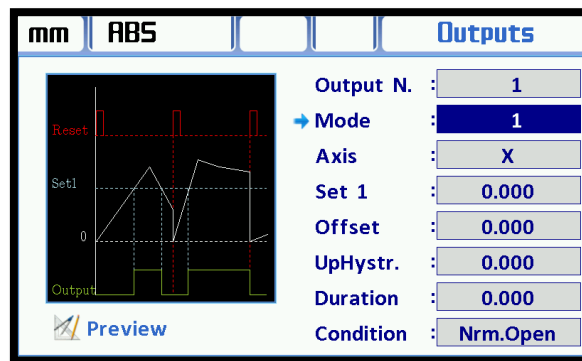 mm ABS Outputs
Output N. : 1
Mode : 1
Axis : X
Set 1 : 0.000
Offset : 0.000
UpHystr. : 0.000
Duration : 0.000
Condition : Nrm.Open
Reset
Set1
0
Output
Preview